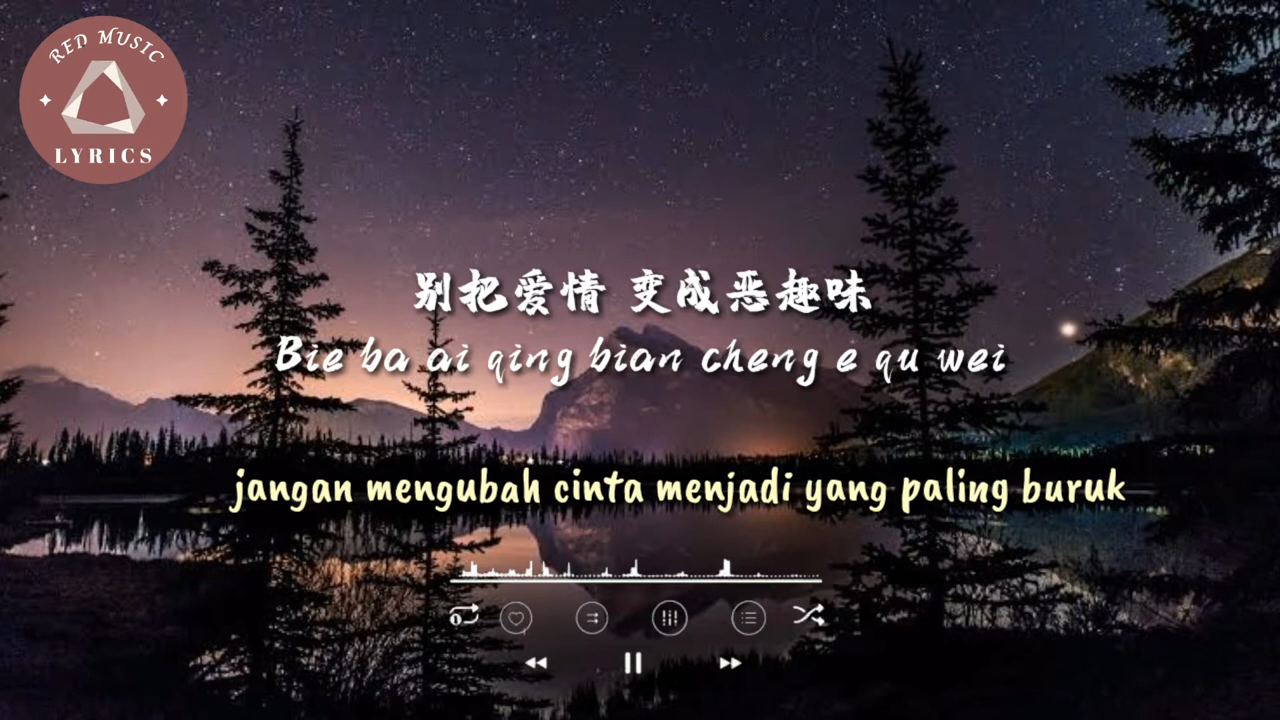 RED MUSIC
LYRICS
别把爱情 变成恶趣味
Bie ba ai qing bian cheng e qu wei
jangan mengubah cinta menjadi yang paling buruk